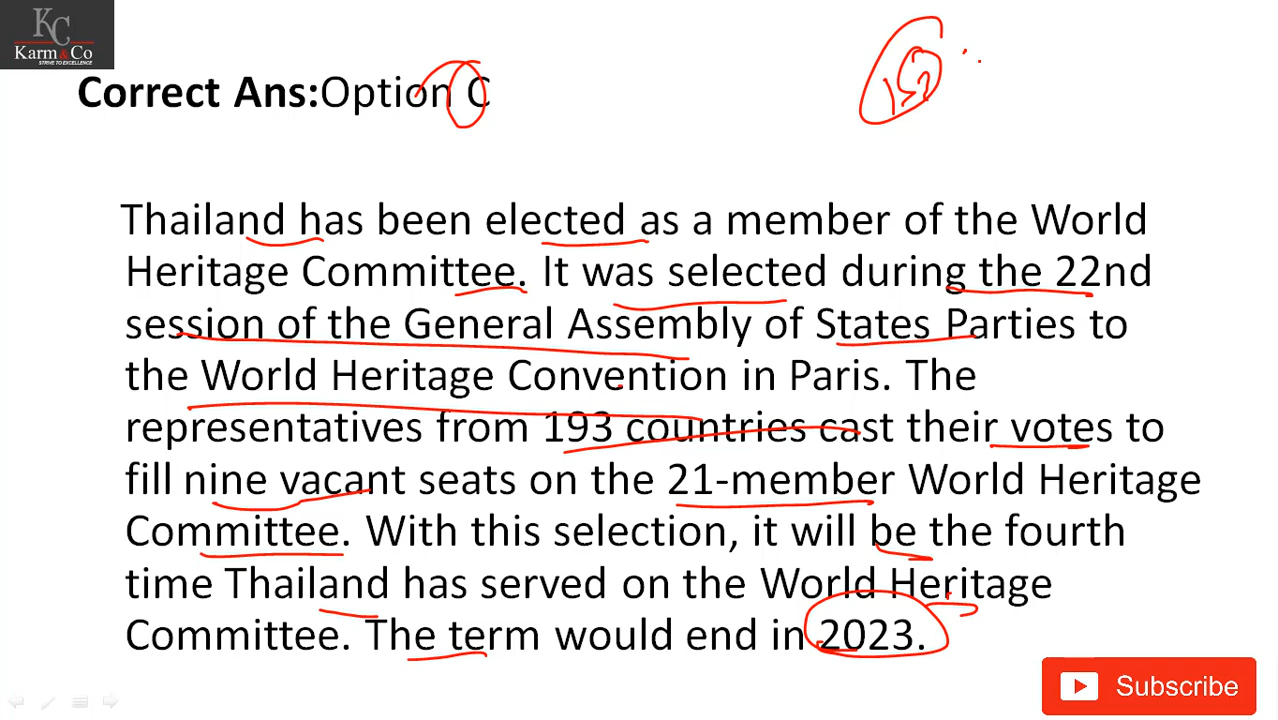 KC
Karm&Co
STRIVE TO EXCELLENCE
Correct Ans:Option C
Thailand has been elected as a member of the World
Heritage Committee. It was selected during the 22nd
session of the General Assembly of States Parties to
the World Heritage Convention in Paris. The
representatives from 193 countries cast their votes to
fill nine vacant seats on the 21-member World Heritage
Committee. With this selection, it will be the fourth
time Thailand has served on the World Heritage
Committee. The term would end in 2023.
Subscribe